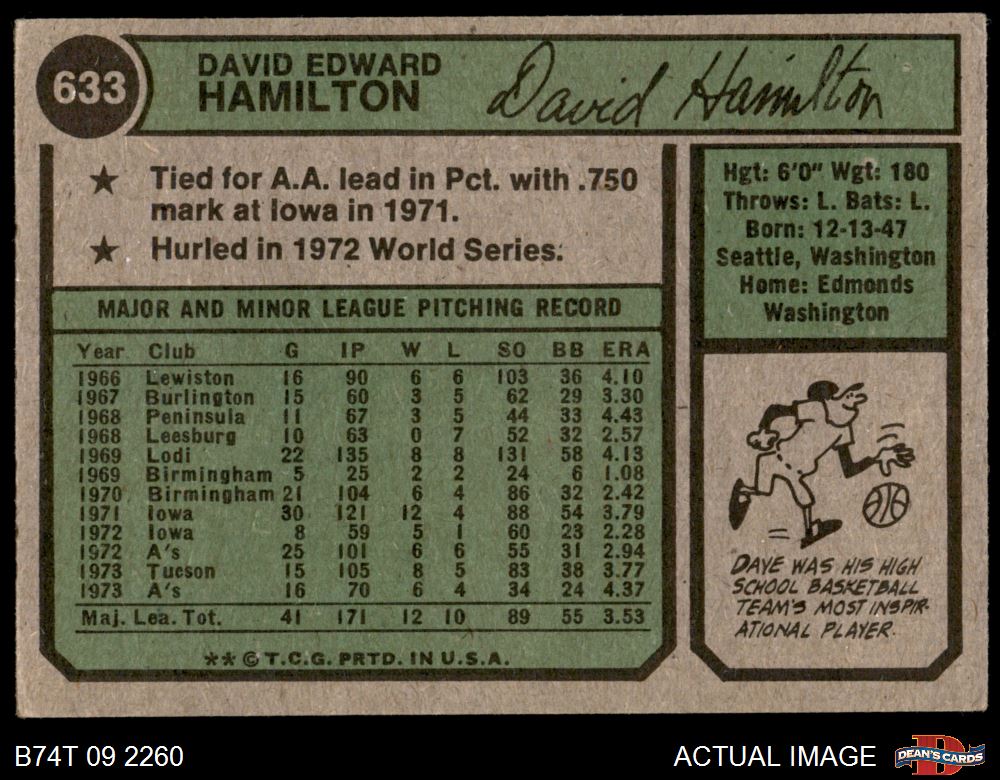 633
DAVID EDWARD
HAMILTON
David Hamilton
★ Tied for A.A. lead in Pct. with .750
mark at Iowa in 1971.
★ Hurled in 1972 World Series.
MAJOR AND MINOR LEAGUE PITCHING RECORD
Year Club G IP W L SO BB ERA
1966 Lewiston 16 90 6 6 103 36 4.10
1967 Burlington 15 60 3 5 62 29 3.30
1968 Peninsula 11 67 3 5 44 33 4.43
1968 Leesburg 10 63 0 7 52 32 2.57
1969 Lodi 22 135 8 8 131 58 4.13
1969 Birmingham 5 25 2 2 24 6 1.08
1970 Birmingham 21 104 6 4 86 32 2.42
1971 Iowa 30 121 12 4 88 54 3.79
1972 Iowa 8 59 5 1 60 23 2.28
1972 A's 25 101 6 6 55 31 2.94
1973 Tucson 15 105 8 5 83 38 3.77
1973 A's 16 70 6 4 34 24 4.37
Maj. Lea. Tot. 41 171 12 10 89 55 3.53
** © T.C.G. PRTD. IN U.S.A.
Hgt: 6'0" Wgt: 180
Throws: L. Bats: L.
Born: 12-13-47
Seattle, Washington
Home: Edmonds
Washington
DAVE WAS HIS HIGH
SCHOOL BASKETBALL
TEAM'S MOST INSPIR-
ATIONAL PLAYER.
B74T 09 2260
ACTUAL IMAGE
DEAN'S CARDS